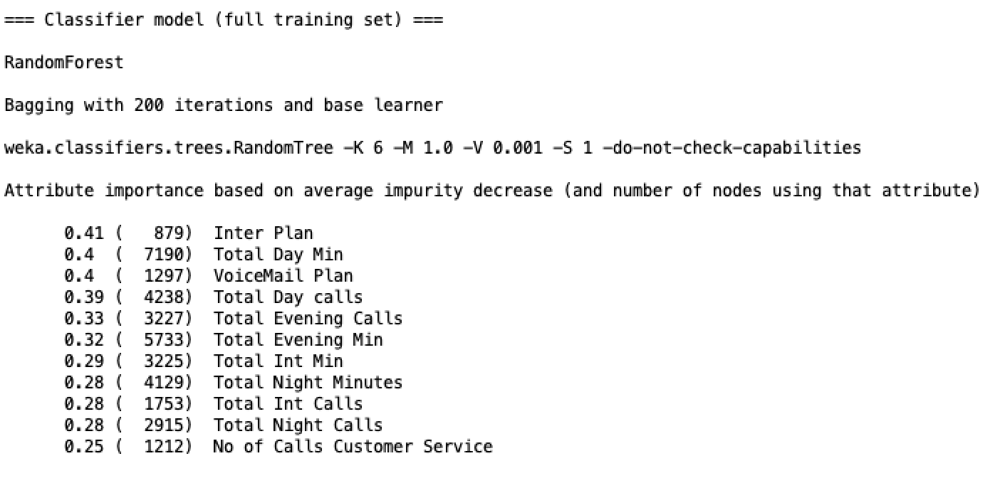 === Classifier model (full training set) ===
RandomForest
Bagging with 200 iterations and base learner
weka.classifiers.trees.RandomTree -K 6 -M 1.0 -V 0.001 -S 1 -do-not-check-capabilities
Attribute importance based on average impurity decrease (and number of nodes using that attribute)
0.41 (   879)  Inter Plan
0.4  (  7190)  Total Day Min
0.4  (  1297)  VoiceMail Plan
0.39 (  4238)  Total Day calls
0.33 (  3227)  Total Evening Calls
0.32 (  5733)  Total Evening Min
0.29 (  3225)  Total Int Min
0.28 (  4129)  Total Night Minutes
0.28 (  1753)  Total Int Calls
0.28 (  2915)  Total Night Calls
0.25 (  1212)  No of Calls Customer Service